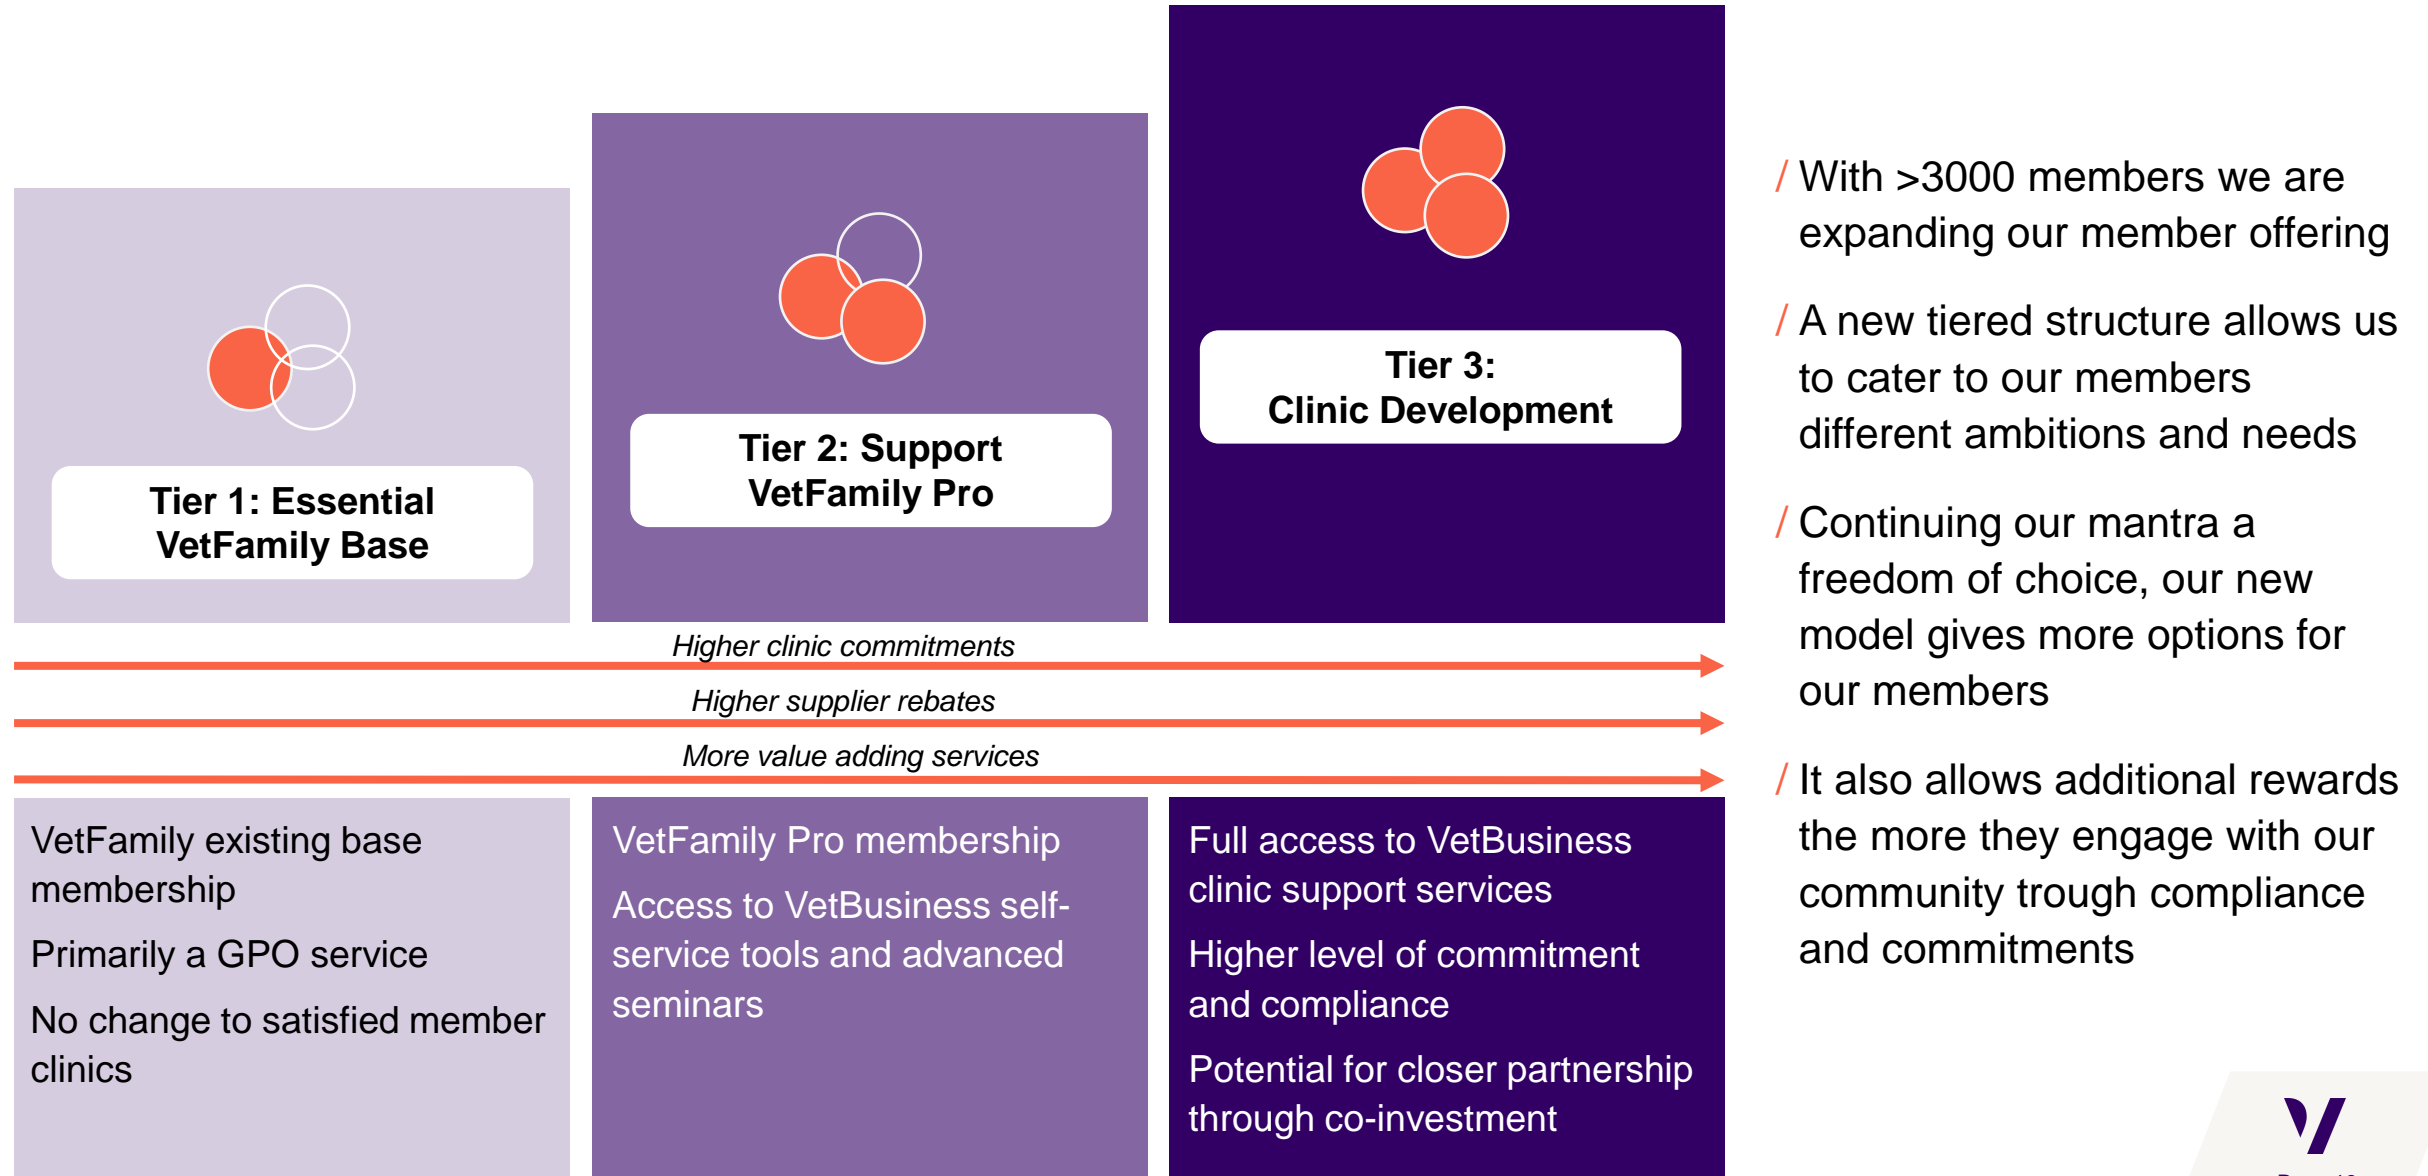 Tier 1: Essential
VetFamily Base
Tier 2: Support
VetFamily Pro
Tier 3:
Clinic Development
Higher clinic commitments
Higher supplier rebates
More value adding services
VetFamily existing base
membership
Primarily a GPO service
No change to satisfied member
clinics
VetFamily Pro membership
Access to VetBusiness self-
service tools and advanced
seminars
Full access to VetBusiness
clinic support services
Higher level of commitment
and compliance
Potential for closer partnership
through co-investment
/ With >3000 members we are
expanding our member offering
/ A new tiered structure allows us
to cater to our members
different ambitions and needs
/ Continuing our mantra a
freedom of choice, our new
model gives more options for
our members
/ It also allows additional rewards
the more they engage with our
community trough compliance
and commitments